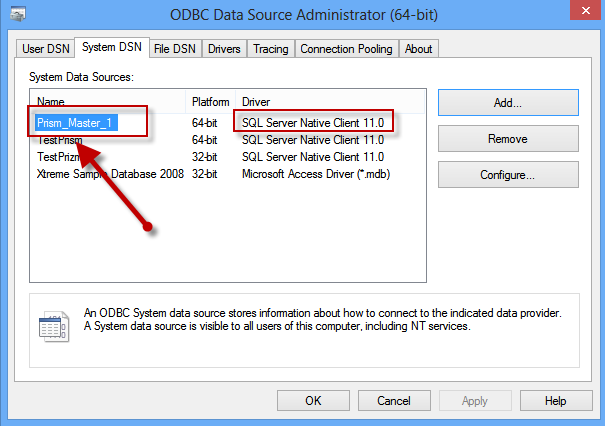 ODBC Data Source Administrator (64-bit)
User DSN System DSN File DSN Drivers Tracing Connection Pooling About
System Data Sources:
Name Platform Driver
Prism_Master_1 64-bit SQL Server Native Client 11.0
TestPrism 64-bit SQL Server Native Client 11.0
TestPrizm 32-bit SQL Server Native Client 11.0
Xtreme Sample Database 2008 32-bit Microsoft Access Driver (*.mdb)
Add...
Remove
Configure...
An ODBC System data source stores information about how to connect to the indicated data provider.
A System data source is visible to all users of this computer, including NT services.
OK Cancel Apply Help